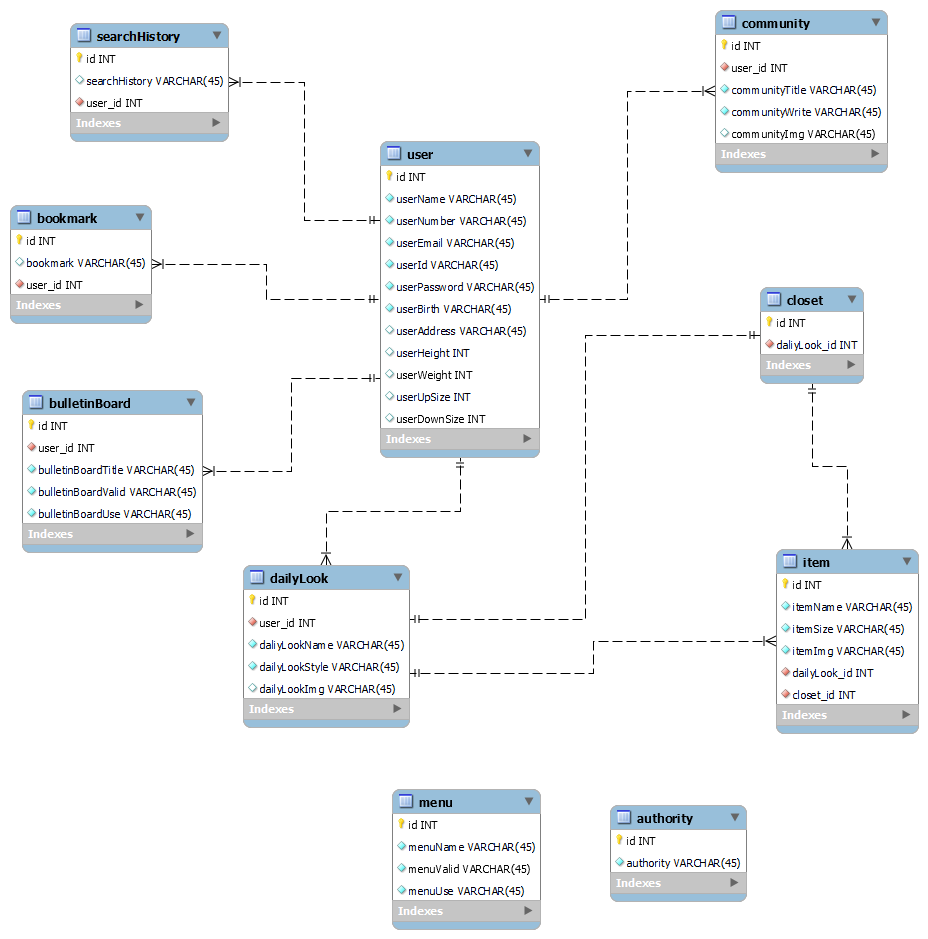 searchHistory
id INT
searchHistory VARCHAR(45)
user_id INT
Indexes
community
id INT
user_id INT
communityTitle VARCHAR(45)
communityWrite VARCHAR(45)
communityImg VARCHAR(45)
Indexes
user
id INT
userName VARCHAR(45)
userNumber VARCHAR(45)
userEmail VARCHAR(45)
userId VARCHAR(45)
userPassword VARCHAR(45)
userBirth VARCHAR(45)
userAddress VARCHAR(45)
userHeight INT
userWeight INT
userUpSize INT
userDownSize INT
Indexes
bookmark
id INT
bookmark VARCHAR(45)
user_id INT
Indexes
closet
id INT
daliyLook_id INT
Indexes
bulletinBoard
id INT
user_id INT
bulletinBoardTitle VARCHAR(45)
bulletinBoardValid VARCHAR(45)
bulletinBoardUse VARCHAR(45)
Indexes
dailyLook
id INT
user_id INT
daliyLookName VARCHAR(45)
dailyLookStyle VARCHAR(45)
dailyLookImg VARCHAR(45)
Indexes
item
id INT
itemName VARCHAR(45)
itemSize VARCHAR(45)
itemImg VARCHAR(45)
dailyLook_id INT
closet_id INT
Indexes
menu
id INT
menuName VARCHAR(45)
menuValid VARCHAR(45)
menuUse VARCHAR(45)
Indexes
authority
id INT
authority VARCHAR(45)
Indexes